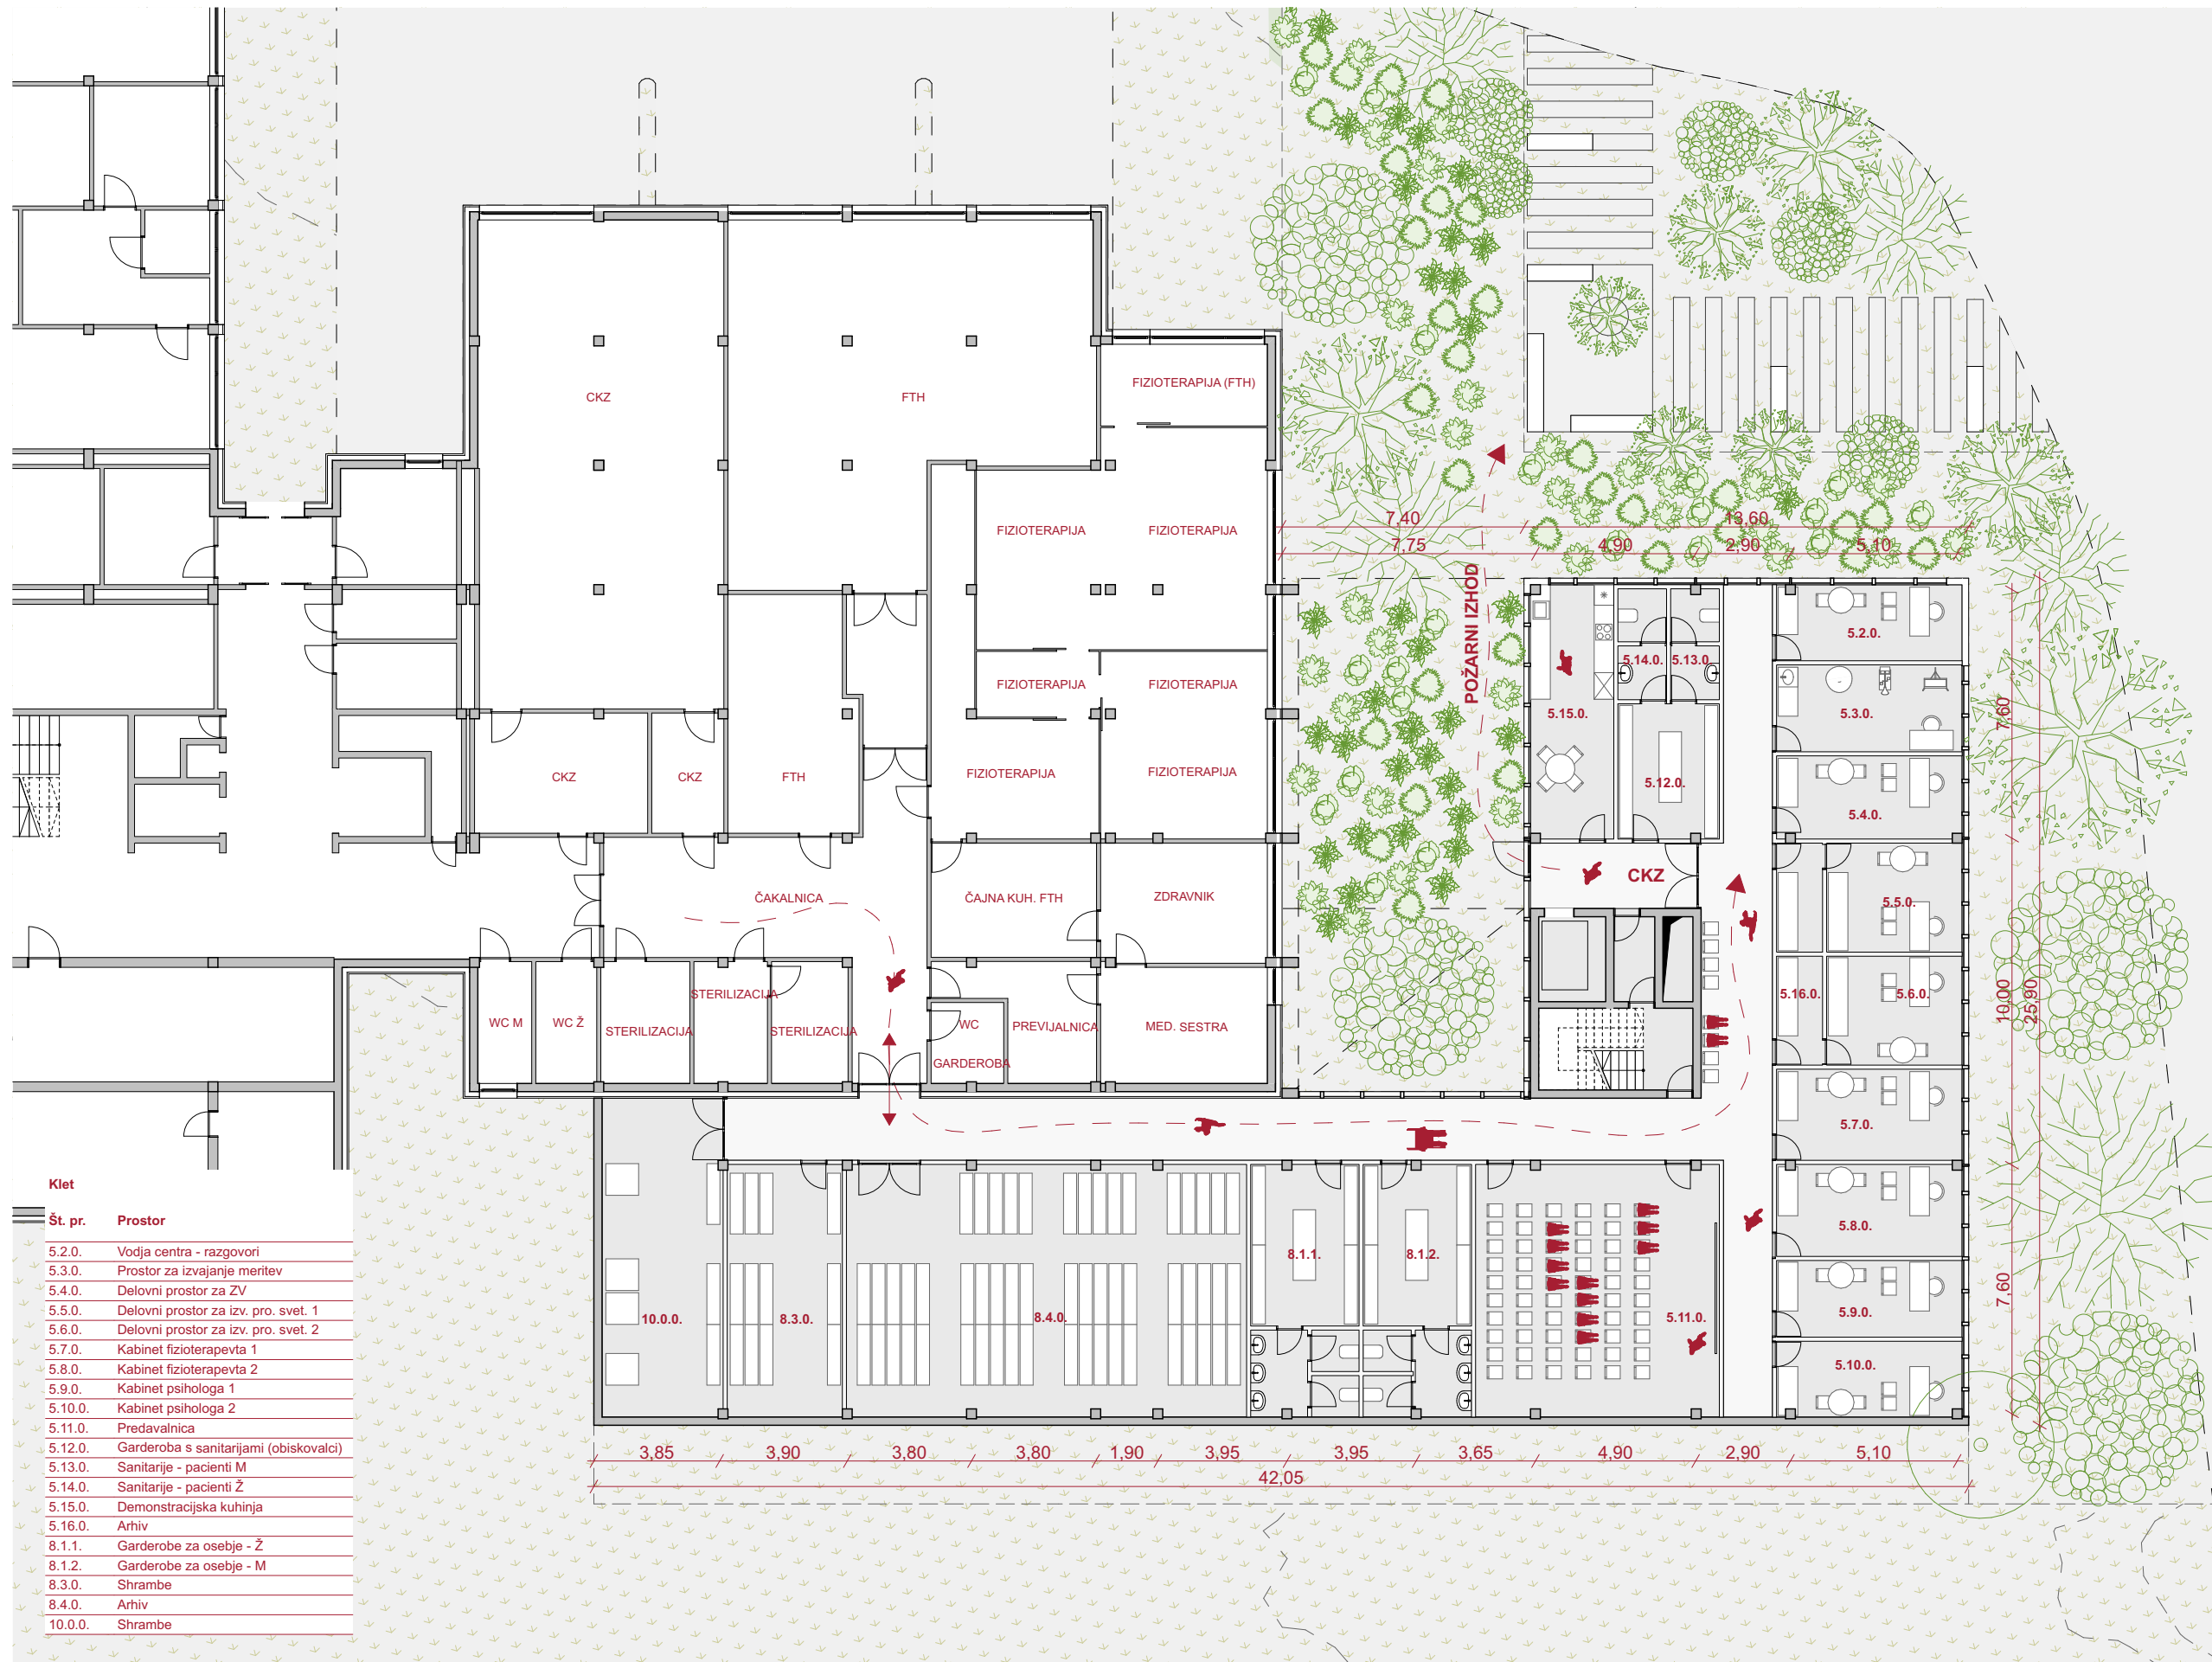 CKZ
FTH
FIZIOTERAPIJA (FTH)
FIZIOTERAPIJA
FIZIOTERAPIJA
7,40
13,60
7,75
4,90
2,90
5,10
POŽARNI IZHOD
FIZIOTERAPIJA
FIZIOTERAPIJA
CKZ
CKZ
FTH
FIZIOTERAPIJA
FIZIOTERAPIJA
5.2.0.
5.14.0.
5.13.0.
5.15.0.
5.3.0.
7,60
5.12.0.
5.4.0.
CKZ
ČAKALNICA
ČAJNA KUH. FTH
ZDRAVNIK
5.5.0.
STERILIZACIJA
5.16.0.
5.6.0.
10,00
25,90
WC M
WC Ž
STERILIZACIJA
STERILIZACIJA
WC
PREVIJALNICA
MED. SESTRA
GARDEROBA
5.7.0.
5.8.0.
8.1.1.
8.1.2.
7,60
10.0.0.
8.3.0.
8.4.0.
5.11.0.
5.9.0.
5.10.0.
3,85
3,90
3,80
3,80
1,90
3,95
3,95
3,65
4,90
2,90
5,10
42,05
Klet
Št. pr. Prostor
5.2.0. Vodja centra - razgovori
5.3.0. Prostor za izvajanje meritev
5.4.0. Delovni prostor za ZV
5.5.0. Delovni prostor za izv. pro. svet. 1
5.6.0. Delovni prostor za izv. pro. svet. 2
5.7.0. Kabinet fizioterapevta 1
5.8.0. Kabinet fizioterapevta 2
5.9.0. Kabinet psihologa 1
5.10.0. Kabinet psihologa 2
5.11.0. Predavalnica
5.12.0. Garderoba s sanitarijami (obiskovalci)
5.13.0. Sanitarije - pacienti M
5.14.0. Sanitarije - pacienti Ž
5.15.0. Demonstracijska kuhinja
5.16.0. Arhiv
8.1.1. Garderobe za osebje - Ž
8.1.2. Garderobe za osebje - M
8.3.0. Shrambe
8.4.0. Arhiv
10.0.0. Shrambe